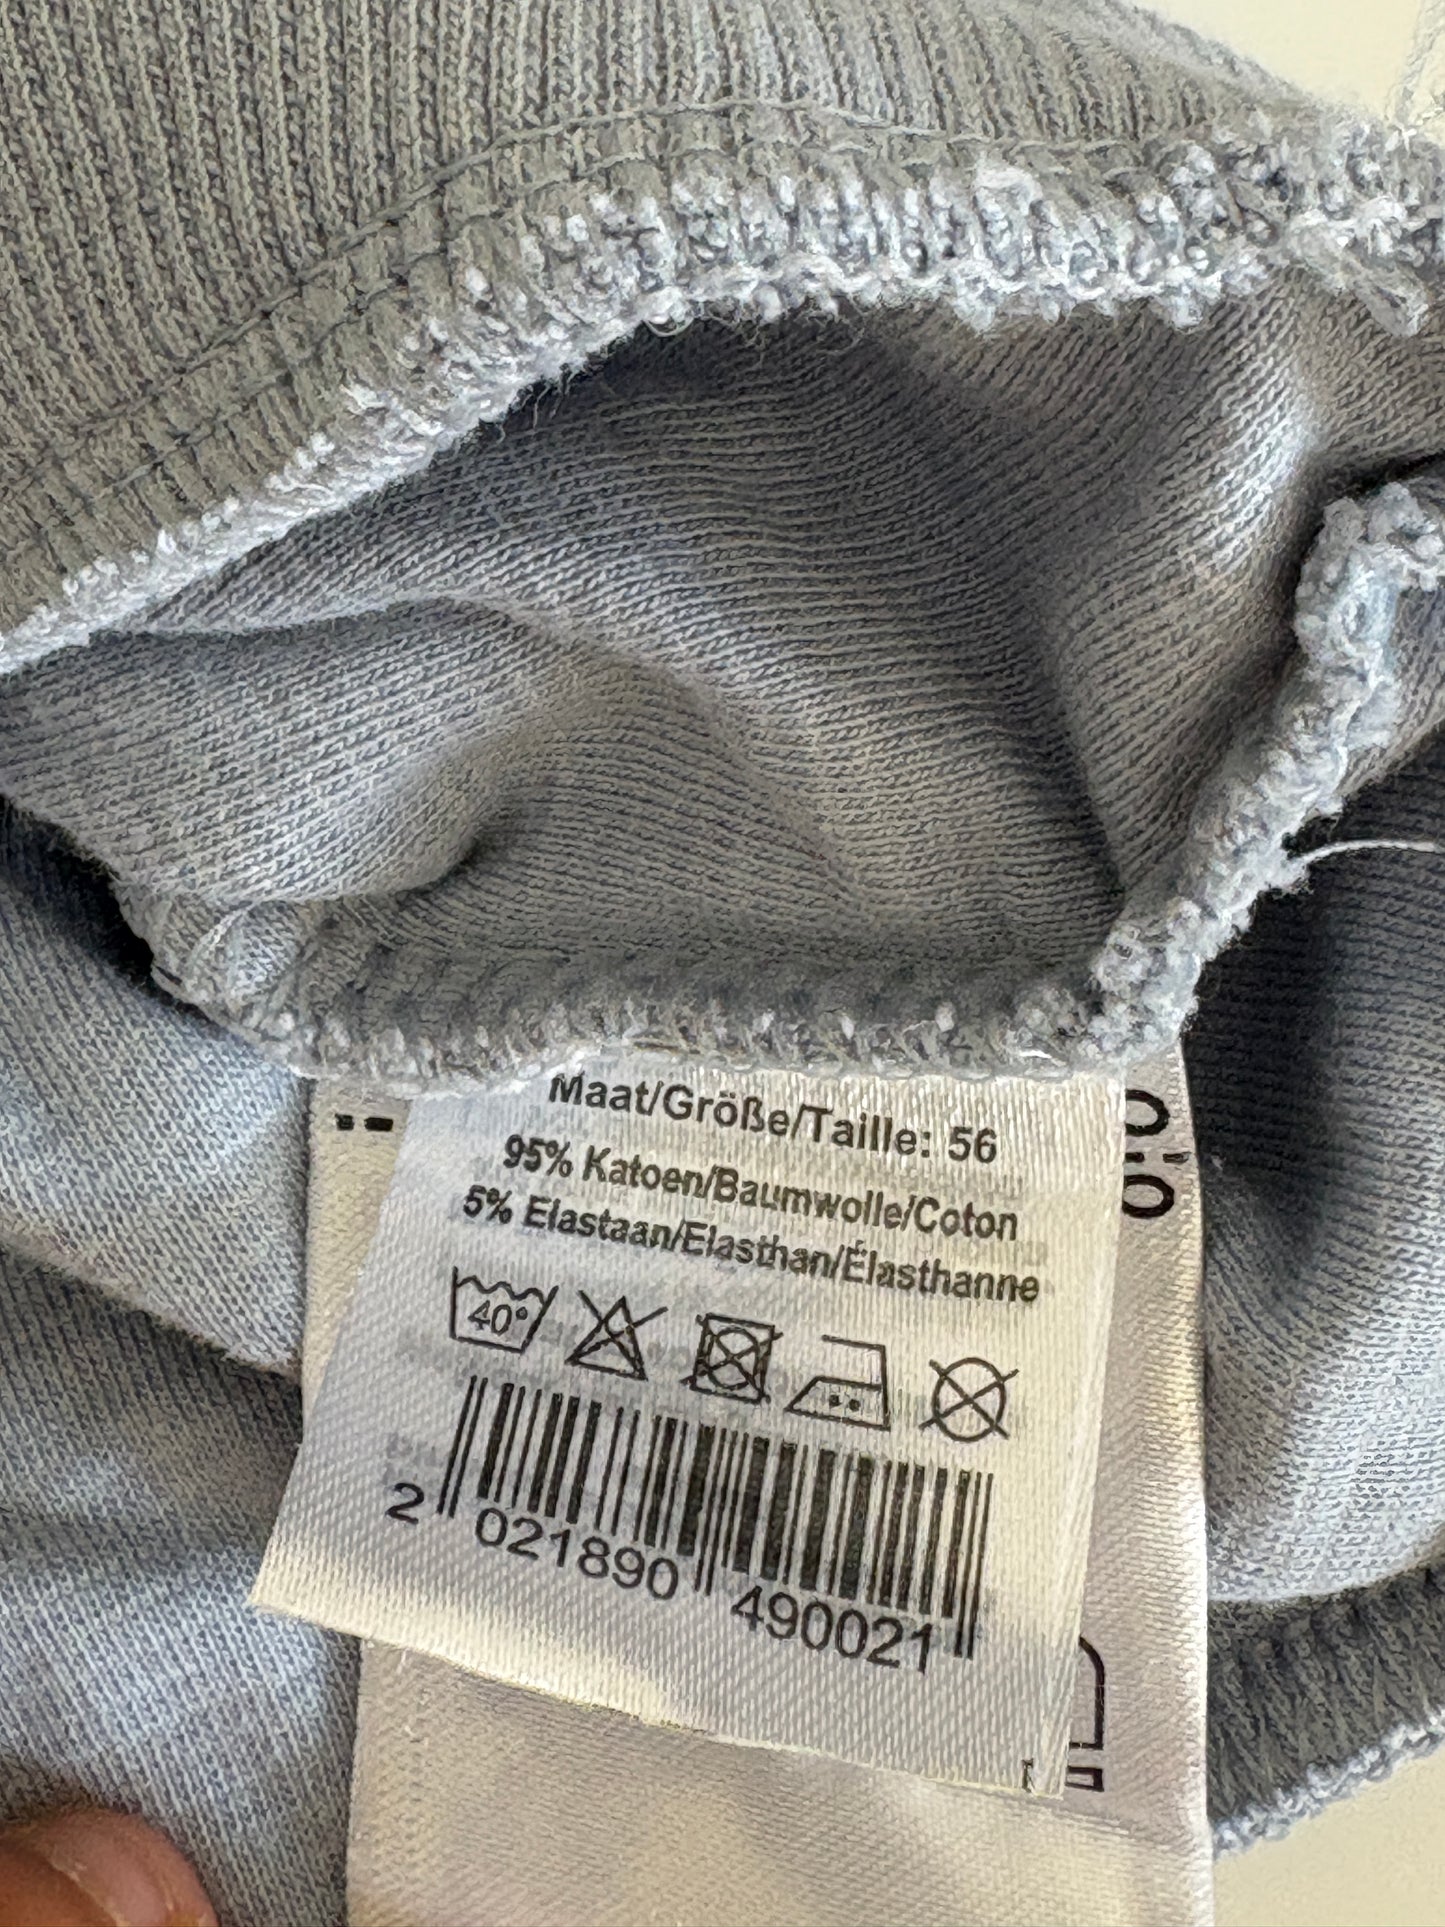 Maat/Größe/Taille: 56
95% Katoen/Baumwolle/Coton
5% Elastaan/Elasthan/Élasthanne
40°
2 021890 490021